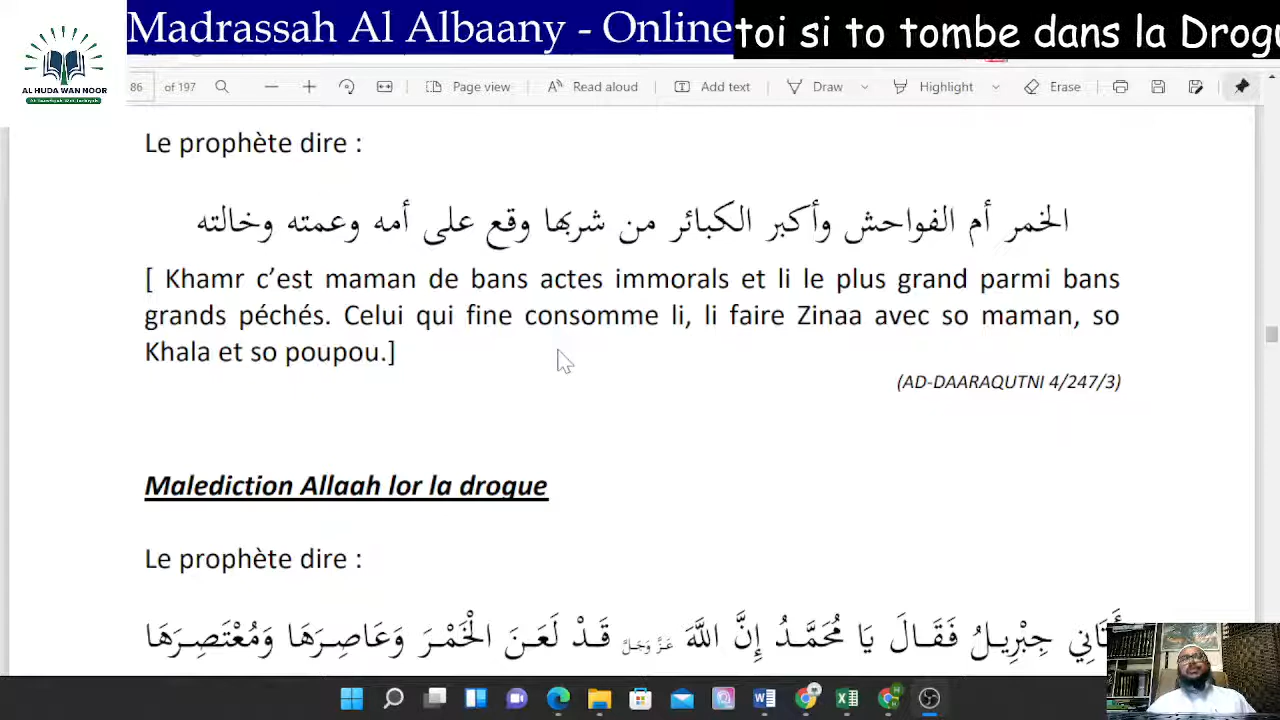 Madrassah Al Albaany - Online
toi si to tombe dans la Drogu
AL HUDA WAN NOOR
86 of 197 Page view Read aloud Add text Draw Highlight Erase
Le prophète dire :
الخمر أم الفواحش وأكبر الكبائر من شربها وقع على أمه وعمته وخالته
[ Khamr c’est maman de bans actes immorals et li le plus grand parmi bans
grands péchés. Celui qui fine consomme li, li faire Zinaa avec so maman, so
Khala et so poupou.]
(AD-DAARAQUTNI 4/247/3)
Malediction Allaah lor la drogue
Le prophète dire :
أَتَانِي جِبْرِيلُ فَقَالَ يَا مُحَمَّدُ إِنَّ اللَّهَ عَزَّ وَجَلَّ قَدْ لَعَنَ الْخَمْرَ وَعَاصِرَهَا وَمُعْتَصِرَهَا